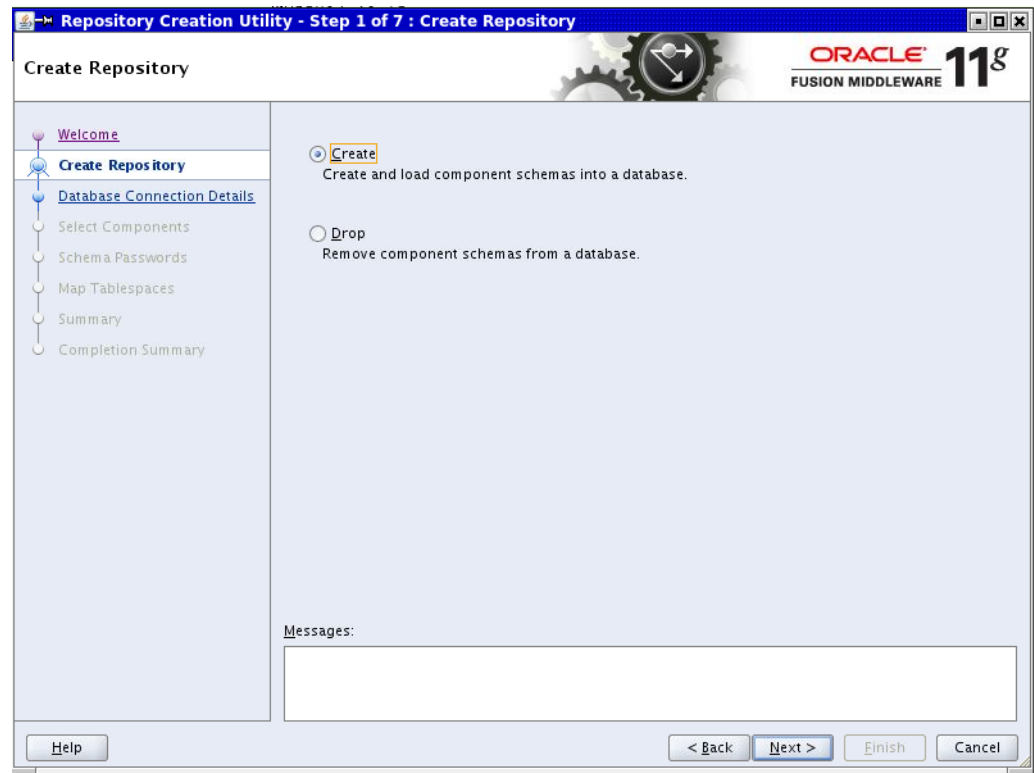 Repository Creation Utility - Step 1 of 7 : Create Repository
Create Repository
ORACLE
FUSION MIDDLEWARE
11g
Welcome
Create Repository
Database Connection Details
Select Components
Schema Passwords
Map Tablespaces
Summary
Completion Summary
Create
Create and load component schemas into a database.
Drop
Remove component schemas from a database.
Messages:
Help
< Back
Next >
Finish
Cancel